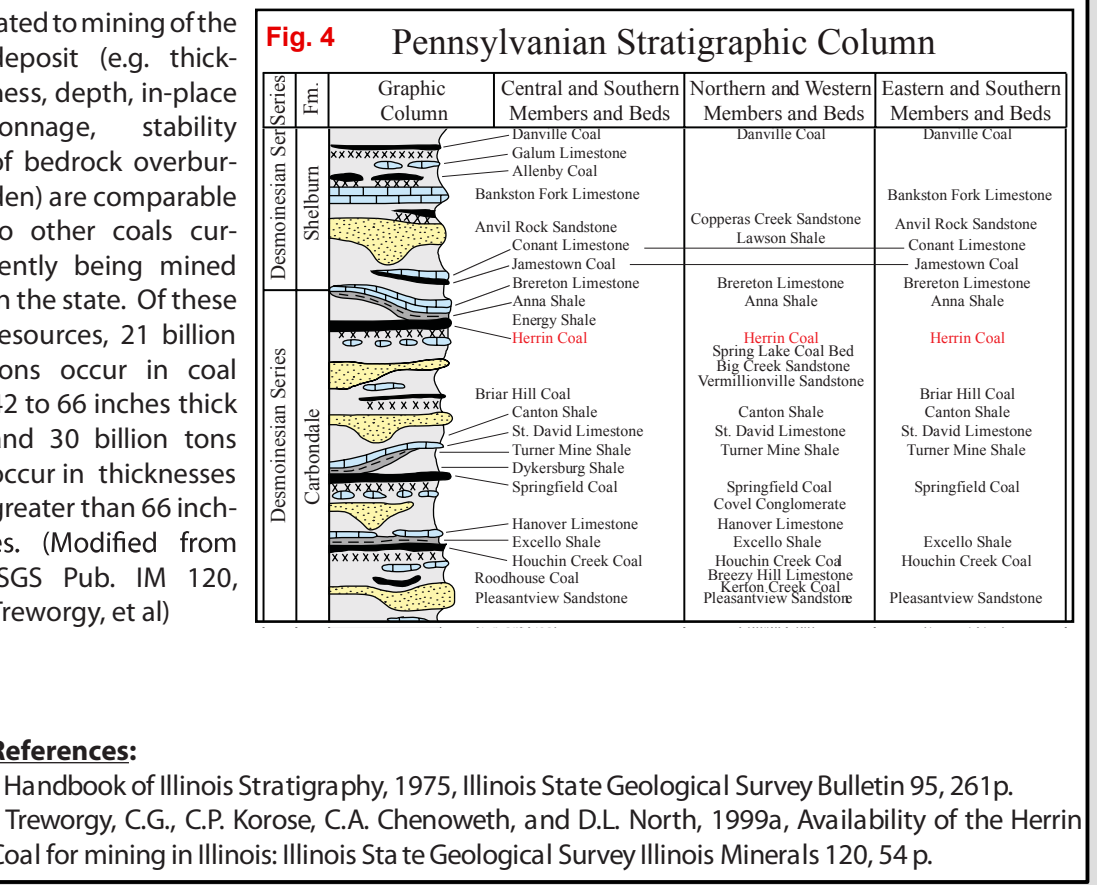 ated to mining of the
deposit (e.g. thick-
ness, depth, in-place
onnage, stability
of bedrock overbur-
den) are comparable
o other coals cur-
ently being mined
n the state. Of these
esources, 21 billion
ons occur in coal
42 to 66 inches thick
and 30 billion tons
occur in thicknesses
greater than 66 inch-
es. (Modified from
SGS Pub. IM 120,
Treworgy, et al)
Fig. 4
Pennsylvanian Stratigraphic Column
Series
Fm.
Graphic
Column
Central and Southern
Members and Beds
Northern and Western
Members and Beds
Eastern and Southern
Members and Beds
Desmoinesian Ser
Shelburn
Desmoinesian Series
Carbondale
Danville Coal
Galum Limestone
Allenby Coal
Bankston Fork Limestone
Anvil Rock Sandstone
Conant Limestone
Jamestown Coal
Brereton Limestone
Anna Shale
Energy Shale
Herrin Coal
Briar Hill Coal
Canton Shale
St. David Limestone
Turner Mine Shale
Dykersburg Shale
Springfield Coal
Hanover Limestone
Excello Shale
Houchin Creek Coal
Roodhouse Coal
Pleasantview Sandstone
Danville Coal
Copperas Creek Sandstone
Lawson Shale
Brereton Limestone
Anna Shale
Herrin Coal
Spring Lake Coal Bed
Big Creek Sandstone
Vermillionville Sandstone
Canton Shale
St. David Limestone
Turner Mine Shale
Springfield Coal
Covel Conglomerate
Hanover Limestone
Excello Shale
Houchin Creek Coal
Breezy Hill Limestone
Kerton Creek Coal
Pleasantview Sandstone
Danville Coal
Bankston Fork Limestone
Anvil Rock Sandstone
Conant Limestone
Jamestown Coal
Brereton Limestone
Anna Shale
Herrin Coal
Briar Hill Coal
Canton Shale
St. David Limestone
Turner Mine Shale
Springfield Coal
Excello Shale
Houchin Creek Coal
Pleasantview Sandstone
References:
Handbook of Illinois Stratigraphy, 1975, Illinois State Geological Survey Bulletin 95, 261p.
Treworgy, C.G., C.P. Korose, C.A. Chenoweth, and D.L. North, 1999a, Availability of the Herrin
Coal for mining in Illinois: Illinois State Geological Survey Illinois Minerals 120, 54 p.